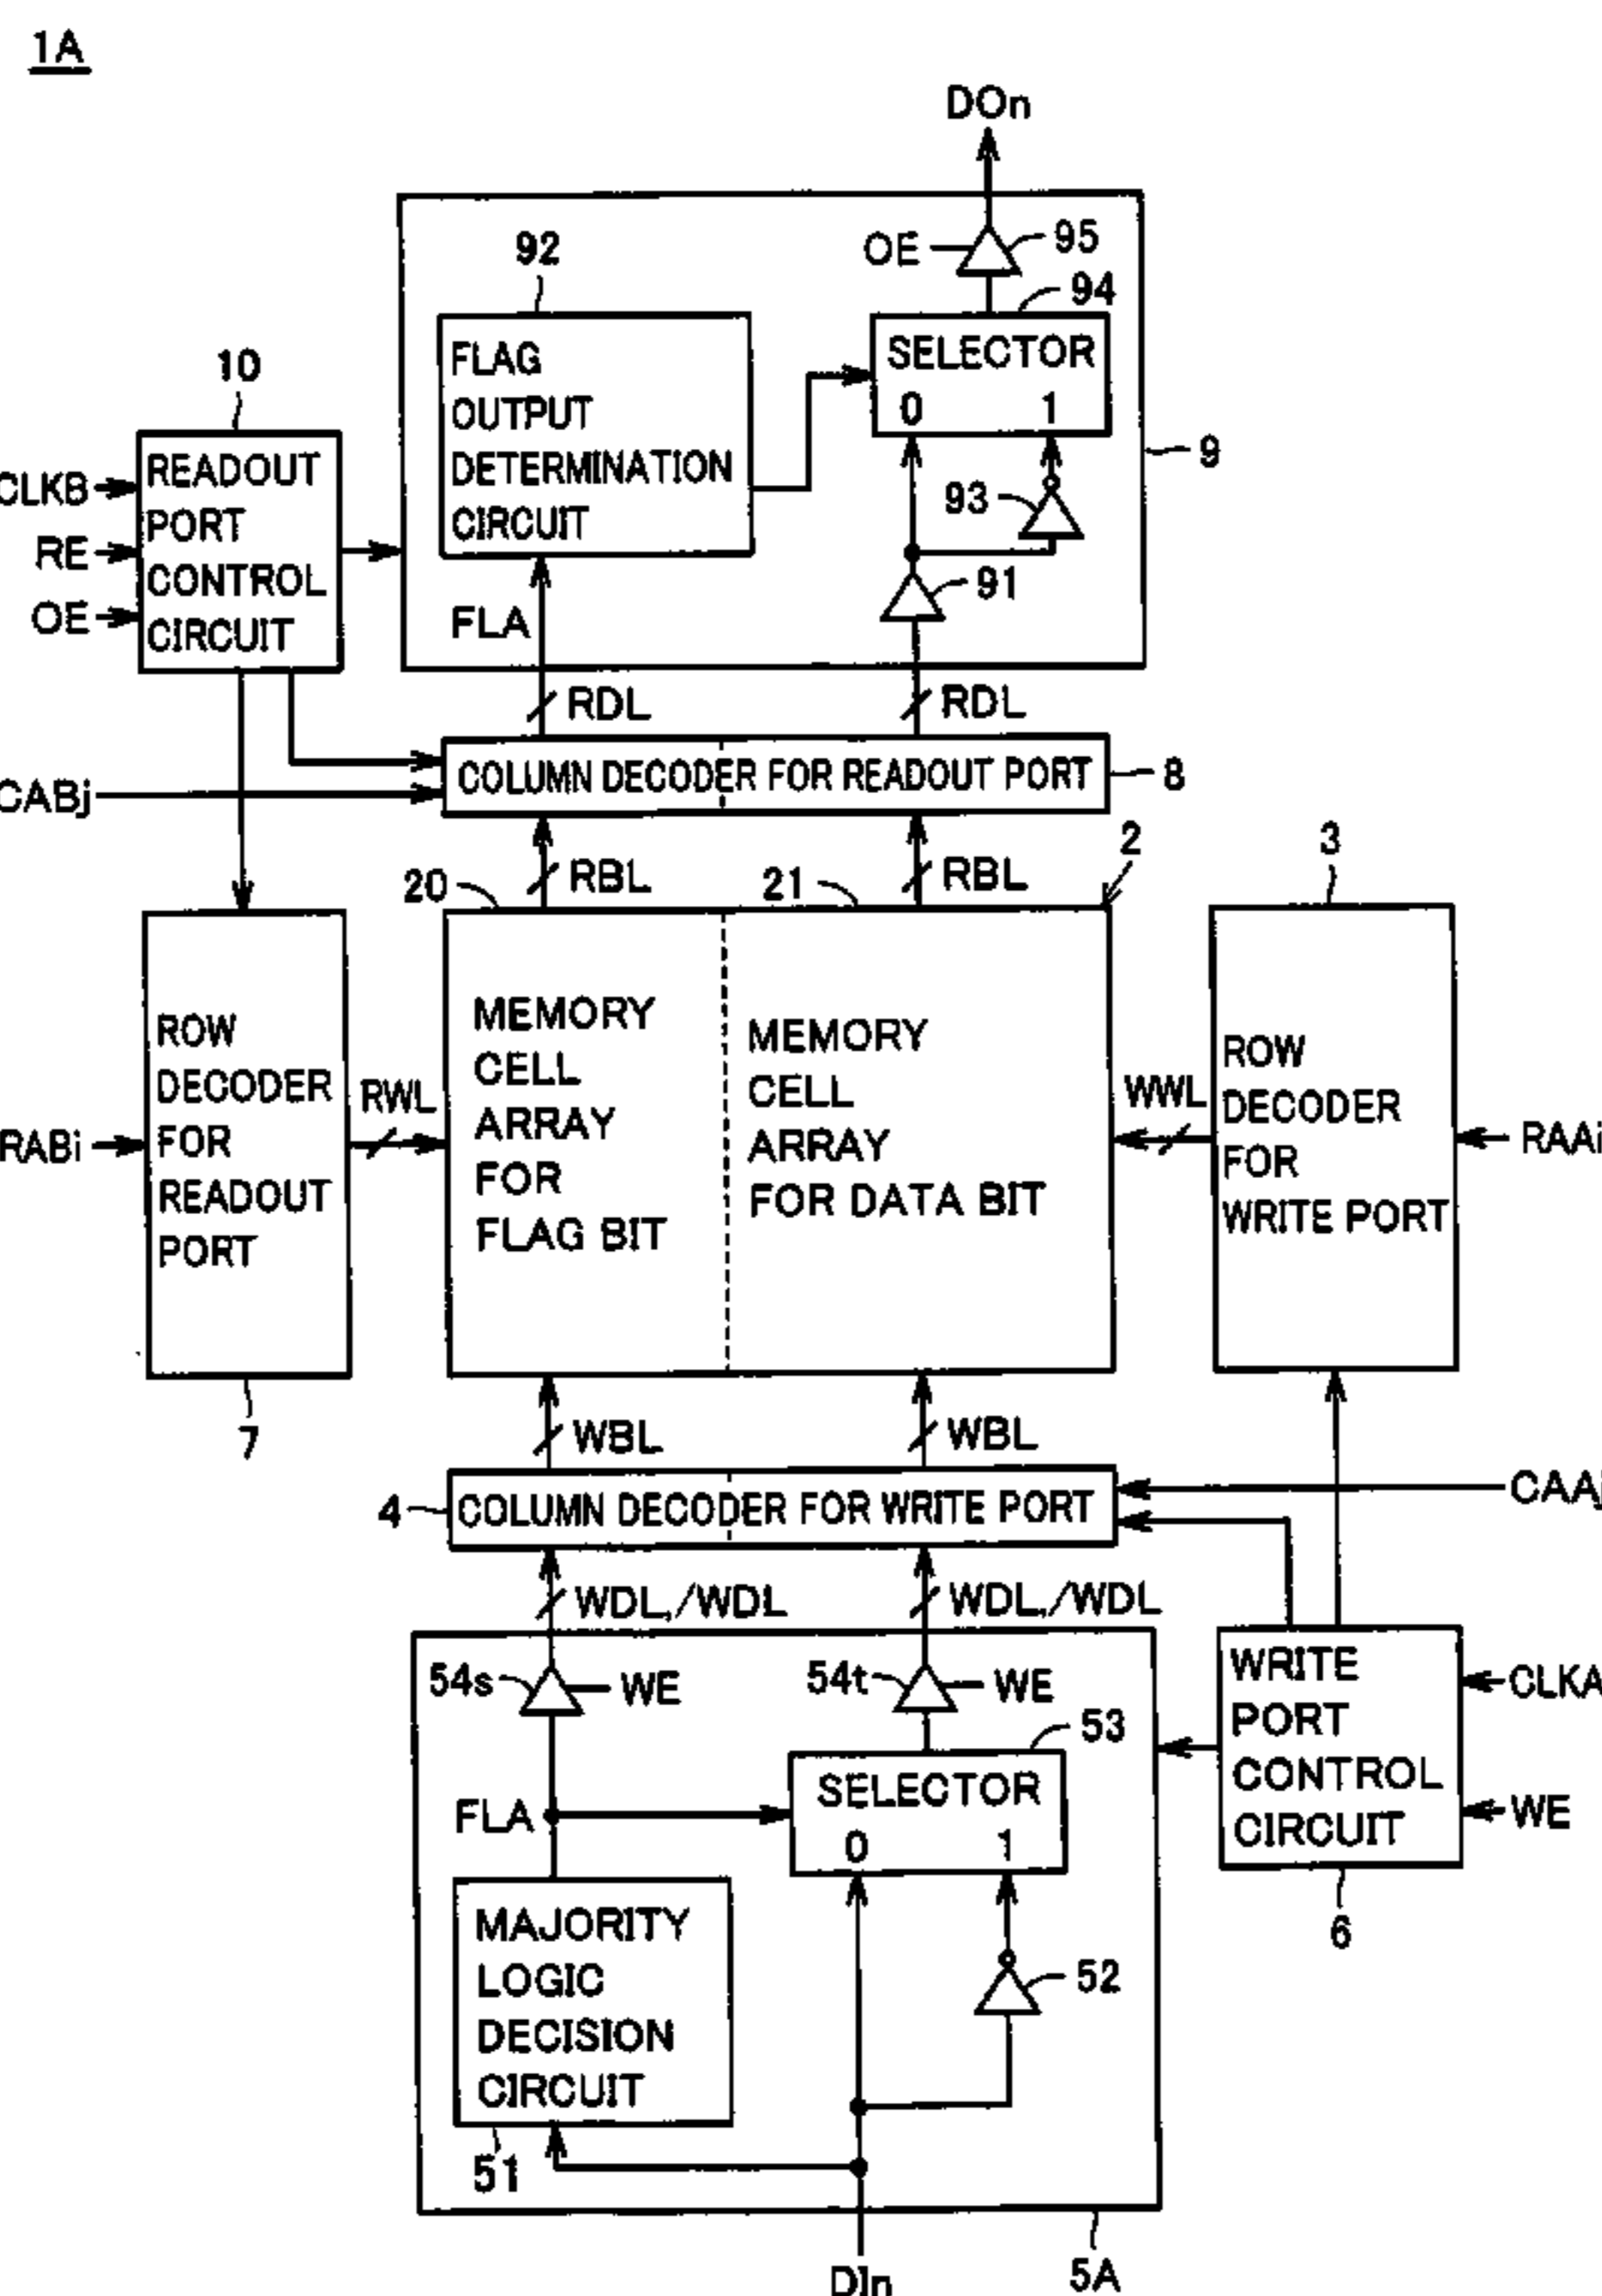 1A
DOn
92
OE
95
94
FLAG
OUTPUT
DETERMINATION
CIRCUIT
SELECTOR
0 1
93
91
9
FLA
10
CLKB
RE
OE
READOUT
PORT
CONTROL
CIRCUIT
RDL
RDL
COLUMN DECODER FOR READOUT PORT
8
CABj
20
RBL
21
RBL
2
3
ROW
DECODER
FOR
READOUT
PORT
RABi
RWL
7
MEMORY
CELL
ARRAY
FOR
FLAG BIT
MEMORY
CELL
ARRAY
FOR DATA BIT
WWL
ROW
DECODER
FOR
WRITE PORT
RAAi
WBL
WBL
4
COLUMN DECODER FOR WRITE PORT
CAAj
WDL,/WDL
WDL,/WDL
54s
WE
54t
WE
53
SELECTOR
0 1
FLA
WRITE
PORT
CONTROL
CIRCUIT
CLKA
WE
6
MAJORITY
LOGIC
DECISION
CIRCUIT
51
52
DIn
5A